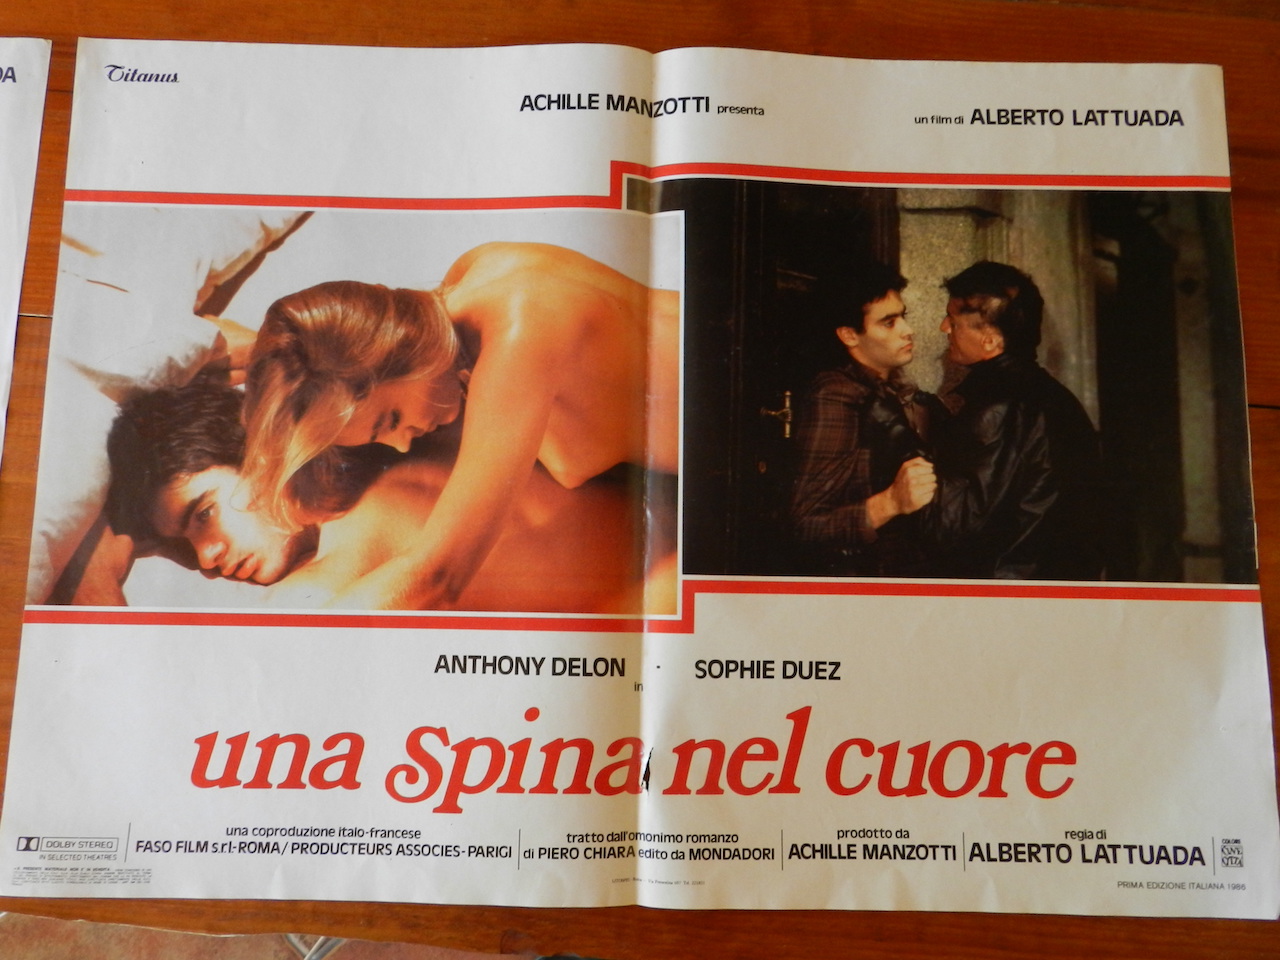 DA
Titanus
ACHILLE MANZOTTI presenta
un film di ALBERTO LATTUADA
ANTHONY DELON - SOPHIE DUEZ
in
una spina nel cuore
DOLBY STEREO
IN SELECTED THEATRES
una coproduzione italo-francese
FASO FILM s.r.l-ROMA/PRODUCTEURS ASSOCIES-PARIGI
tratto dall'omonimo romanzo
di PIERO CHIARA edito da MONDADORI
prodotto da
ACHILLE MANZOTTI
regia di
ALBERTO LATTUADA
PRIMA EDIZIONE ITALIANA 1986